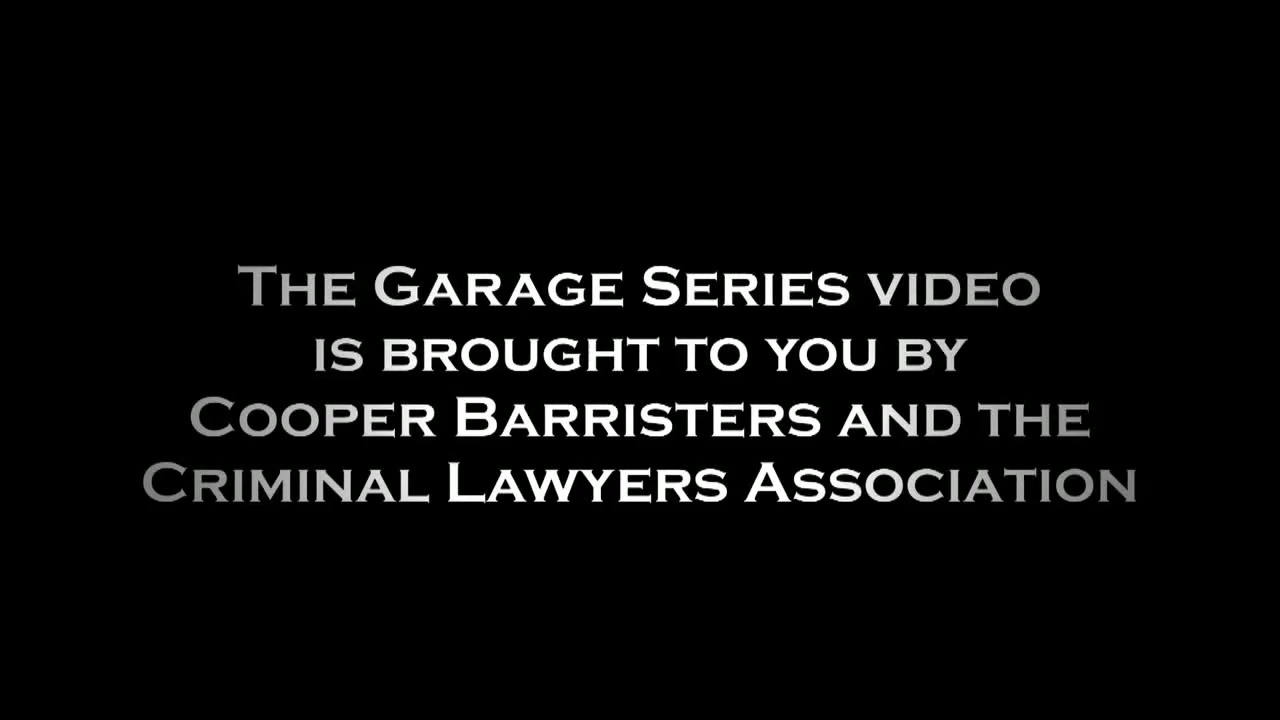 The Garage Series video
is brought to you by
Cooper Barristers and the
Criminal Lawyers Association